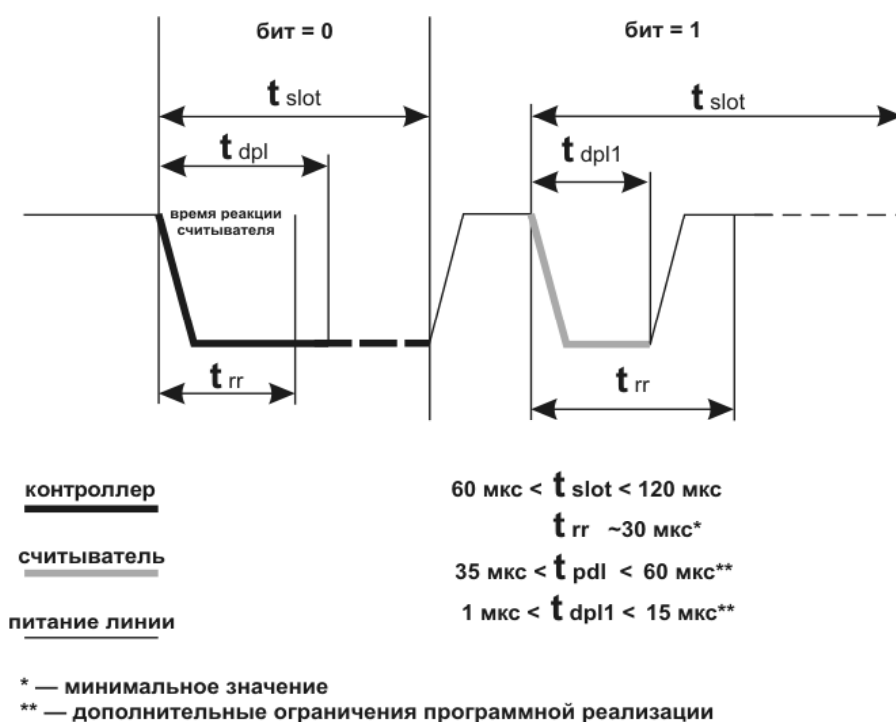 бит = 0
бит = 1
t slot
t slot
t dpl
t dpl1
время реакции
считывателя
t rr
t rr
контроллер
60 мкс < t slot < 120 мкс
t rr ~30 мкс*
считыватель
35 мкс < t pdl < 60 мкс**
1 мкс < t dpl1 < 15 мкс**
питание линии
* — минимальное значение
** — дополнительные ограничения программной реализации